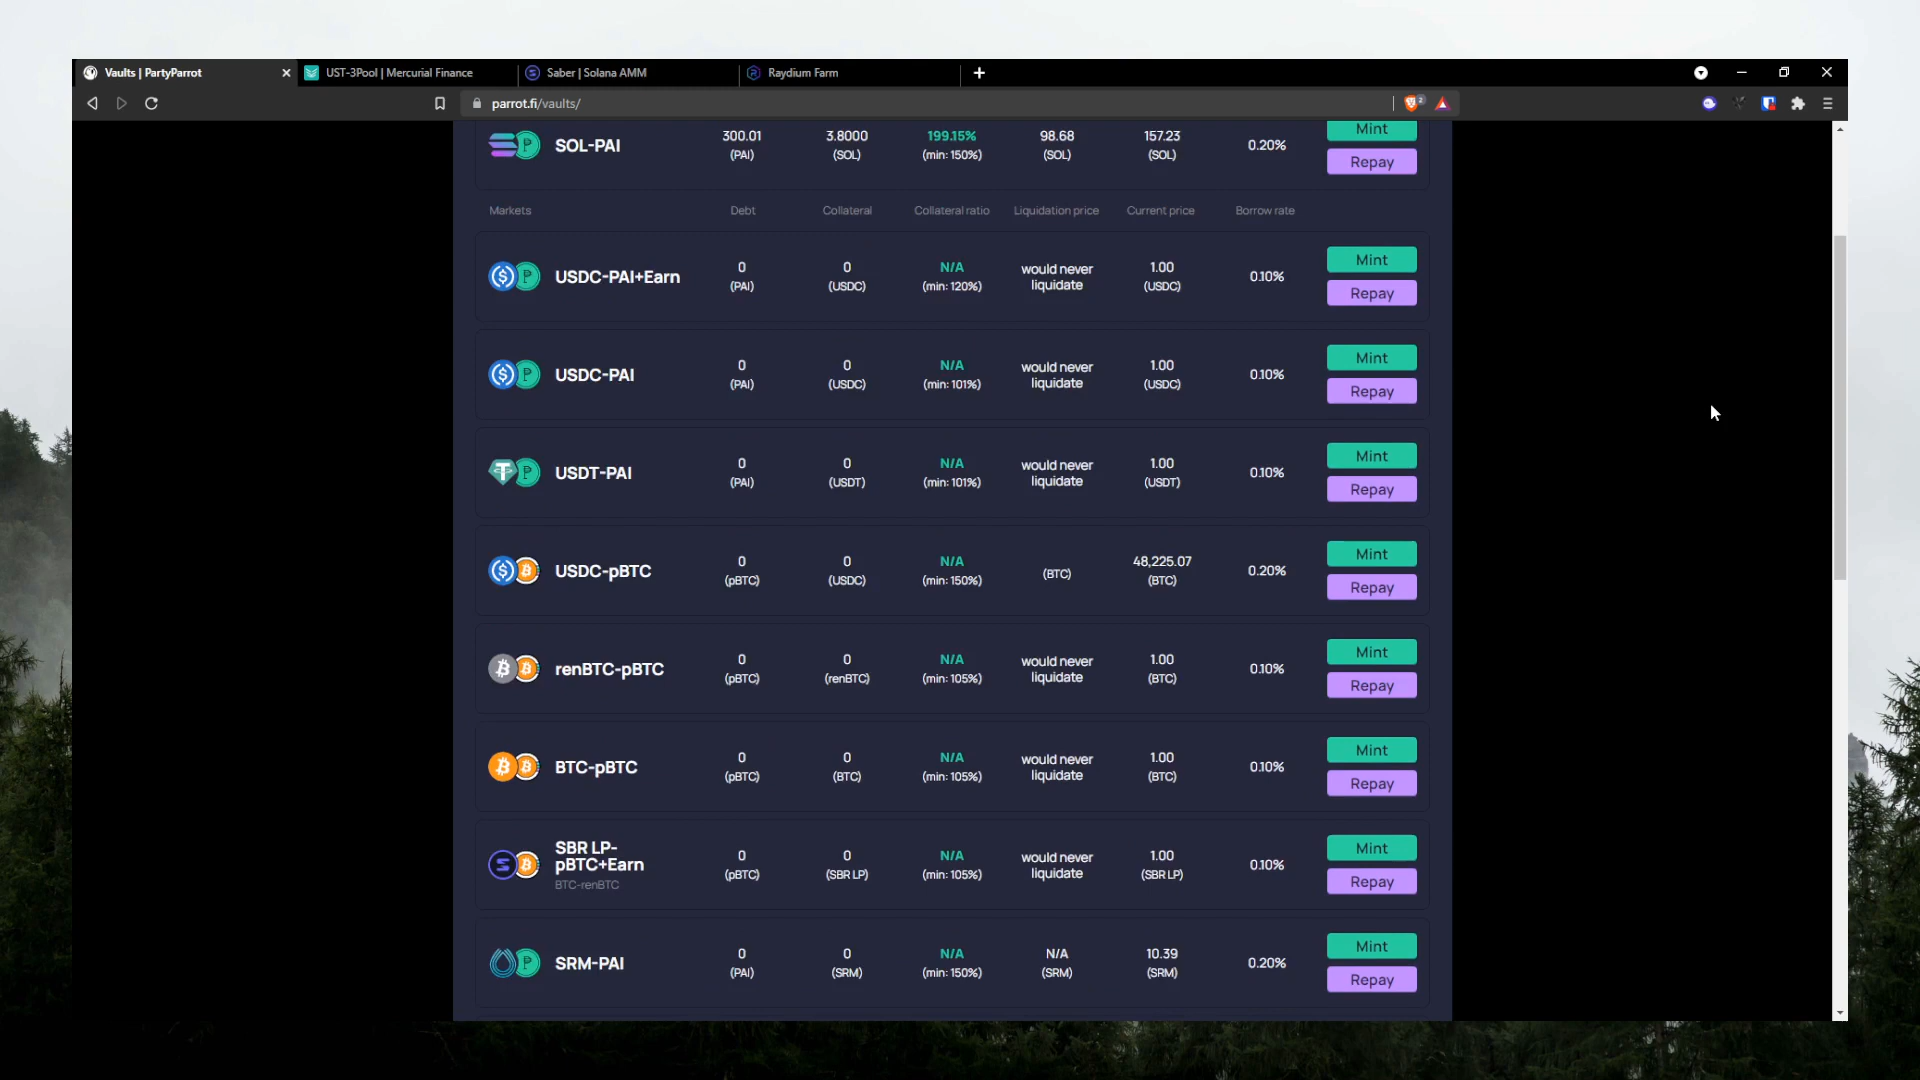 Vaults | PartyParrot
UST-3Pool | Mercurial Finance
Saber | Solana AMM
Raydium Farm
parrot.fi/vaults/
2
SOL-PAI
300.01
(PAI)
3.8000
(SOL)
199.15%
(min: 150%)
98.68
(SOL)
157.23
(SOL)
0.20%
Mint
Repay
Markets Debt Collateral Collateral ratio Liquidation price Current price Borrow rate
USDC-PAI+Earn
0
(PAI)
0
(USDC)
N/A
(min: 120%)
would never
liquidate
1.00
(USDC)
0.10%
Mint
Repay
USDC-PAI
0
(PAI)
0
(USDC)
N/A
(min: 101%)
would never
liquidate
1.00
(USDC)
0.10%
Mint
Repay
USDT-PAI
0
(PAI)
0
(USDT)
N/A
(min: 101%)
would never
liquidate
1.00
(USDT)
0.10%
Mint
Repay
USDC-pBTC
0
(pBTC)
0
(USDC)
N/A
(min: 150%)
(BTC)
48,225.07
(BTC)
0.20%
Mint
Repay
renBTC-pBTC
0
(pBTC)
0
(renBTC)
N/A
(min: 105%)
would never
liquidate
1.00
(BTC)
0.10%
Mint
Repay
BTC-pBTC
0
(pBTC)
0
(BTC)
N/A
(min: 105%)
would never
liquidate
1.00
(BTC)
0.10%
Mint
Repay
SBR LP-
pBTC+Earn
BTC-renBTC
0
(pBTC)
0
(SBR LP)
N/A
(min: 105%)
would never
liquidate
1.00
(SBR LP)
0.10%
Mint
Repay
SRM-PAI
0
(PAI)
0
(SRM)
N/A
(min: 150%)
N/A
(SRM)
10.39
(SRM)
0.20%
Mint
Repay